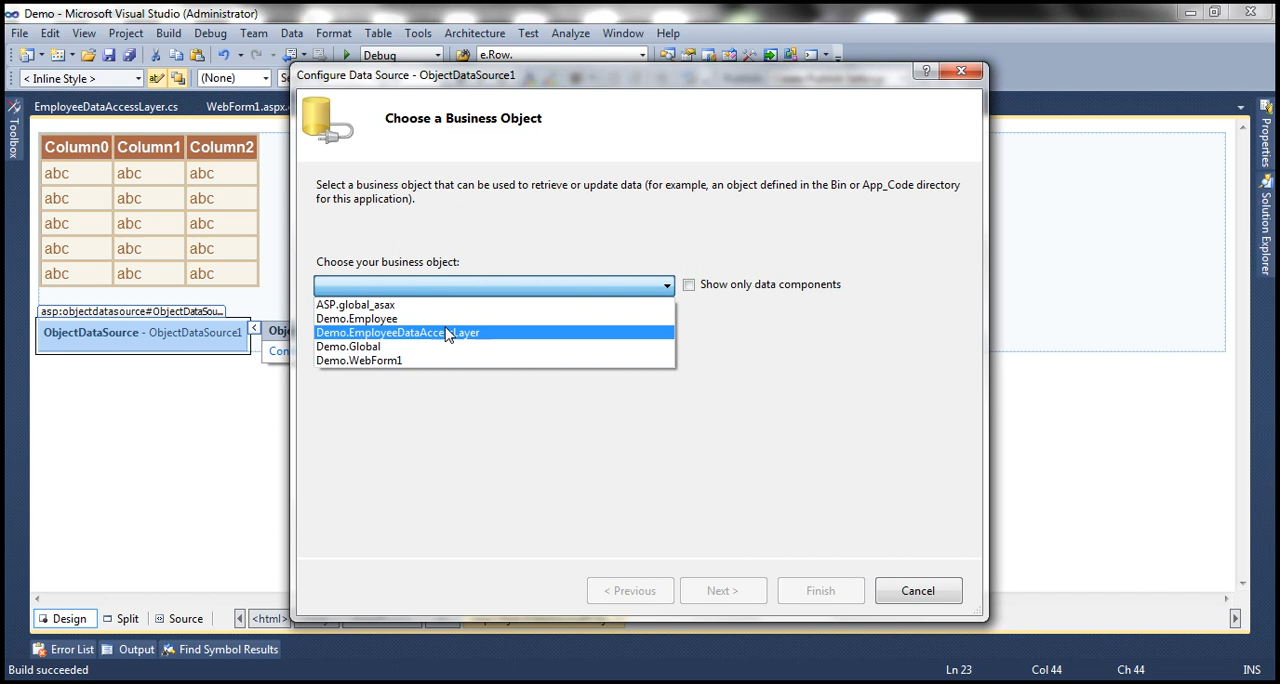 Demo - Microsoft Visual Studio (Administrator)
File Edit View Project Build Debug Team Data Format Table Tools Architecture Test Analyze Window Help
Debug e.Row.
< Inline Style > (None)
Configure Data Source - ObjectDataSource1
EmployeeDataAccessLayer.cs WebForm1.aspx.
Toolbox
Properties
Solution Explorer
Column0 Column1 Column2
abc abc abc
abc abc abc
abc abc abc
abc abc abc
abc abc abc
asp:objectdatasource#ObjectDataSou...
ObjectDataSource - ObjectDataSource1
Choose a Business Object
Select a business object that can be used to retrieve or update data (for example, an object defined in the Bin or App_Code directory
for this application).
Choose your business object:
Show only data components
ASP.global_asax
Demo.Employee
Demo.EmployeeDataAccessLayer
Demo.Global
Demo.WebForm1
< Previous Next > Finish Cancel
Design Split Source <html>
Error List Output Find Symbol Results
Build succeeded Ln 23 Col 44 Ch 44 INS